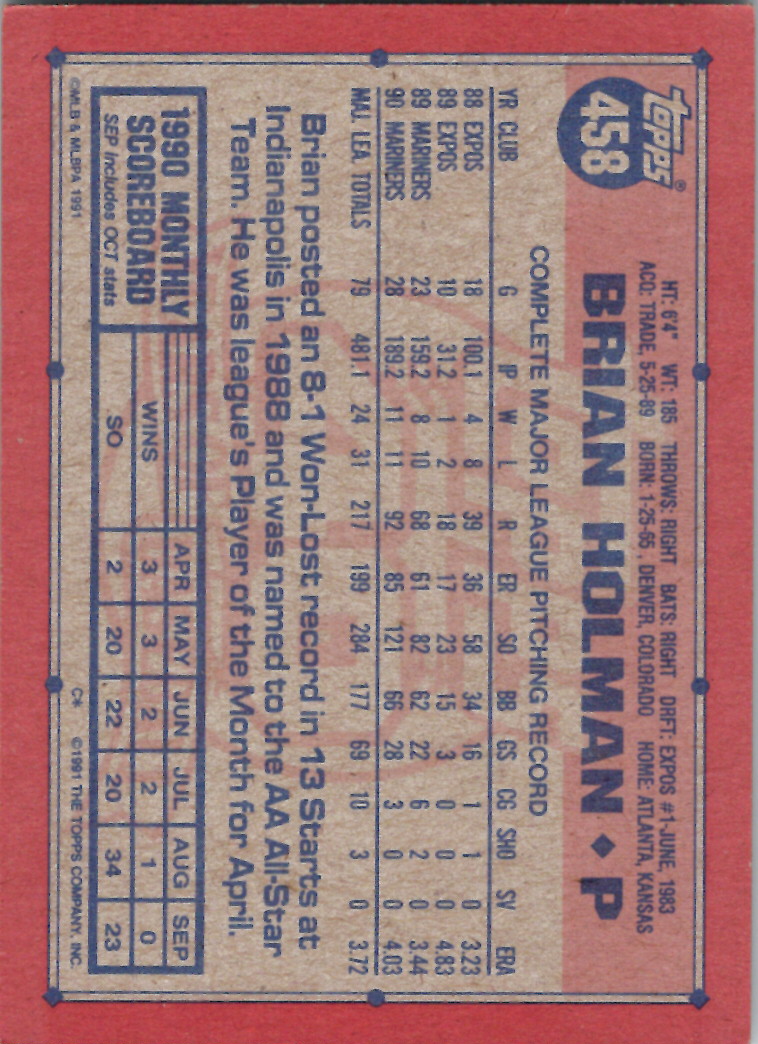 TOPPS®
458
HT: 6'4" WT: 185 THROWS: RIGHT BATS: RIGHT DRFT: EXPOS #1-JUNE, 1983
ACQ: TRADE, 5-25-89 BORN: 1-25-65, DENVER, COLORADO HOME: ATLANTA, KANSAS
BRIAN HOLMAN ◆ P
COMPLETE MAJOR LEAGUE PITCHING RECORD
YR CLUB G IP W L R ER SO BB GS CG SHO SV ERA
88 EXPOS 18 100.1 4 8 39 36 58 34 16 1 1 0 3.23
89 EXPOS 10 31.2 1 2 18 17 23 15 3 0 0 0 4.83
89 MARINERS 23 159.2 8 10 68 61 82 62 22 6 2 0 3.44
90 MARINERS 28 189.2 11 11 92 85 121 66 28 3 0 0 4.03
MAJ. LEA TOTALS 79 481.1 24 31 217 199 284 177 69 10 3 0 3.72
Brian posted an 8-1 Won-Lost record in 13 Starts at
Indianapolis in 1988 and was named to the AA All-Star
Team. He was league's Player of the Month for April.
1990 MONTHLY
SCOREBOARD
SEP includes OCT stats
APR MAY JUN JUL AUG SEP
WINS 3 3 2 2 1 0
SO 2 20 22 20 34 23
©MLB & MLBPA 1991 C* ©1991 THE TOPPS COMPANY, INC.